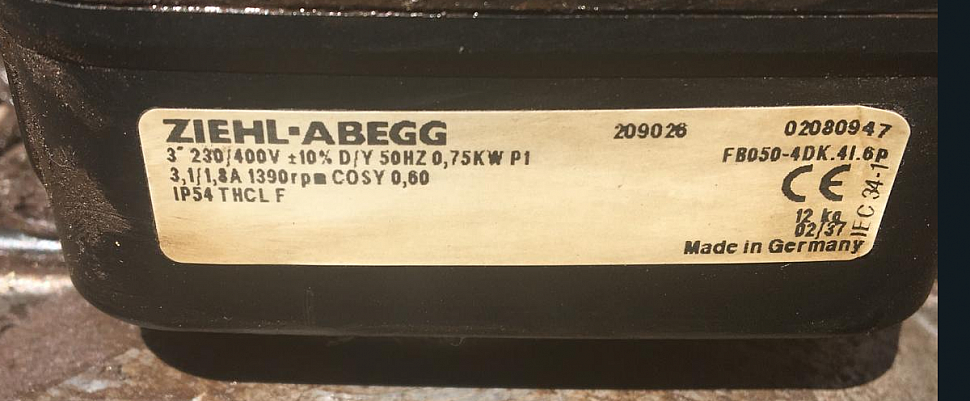 ZIEHL-ABEGG 209026 02080947
3~ 230/400V ±10% D/Y 50HZ 0,75KW P1 FB050-4DK.4I.6P
3,1/1,8A 1390rpm COSY 0,60
IP54 THCL F
CE
IEC 34-1
12 kg
02/37
Made in Germany